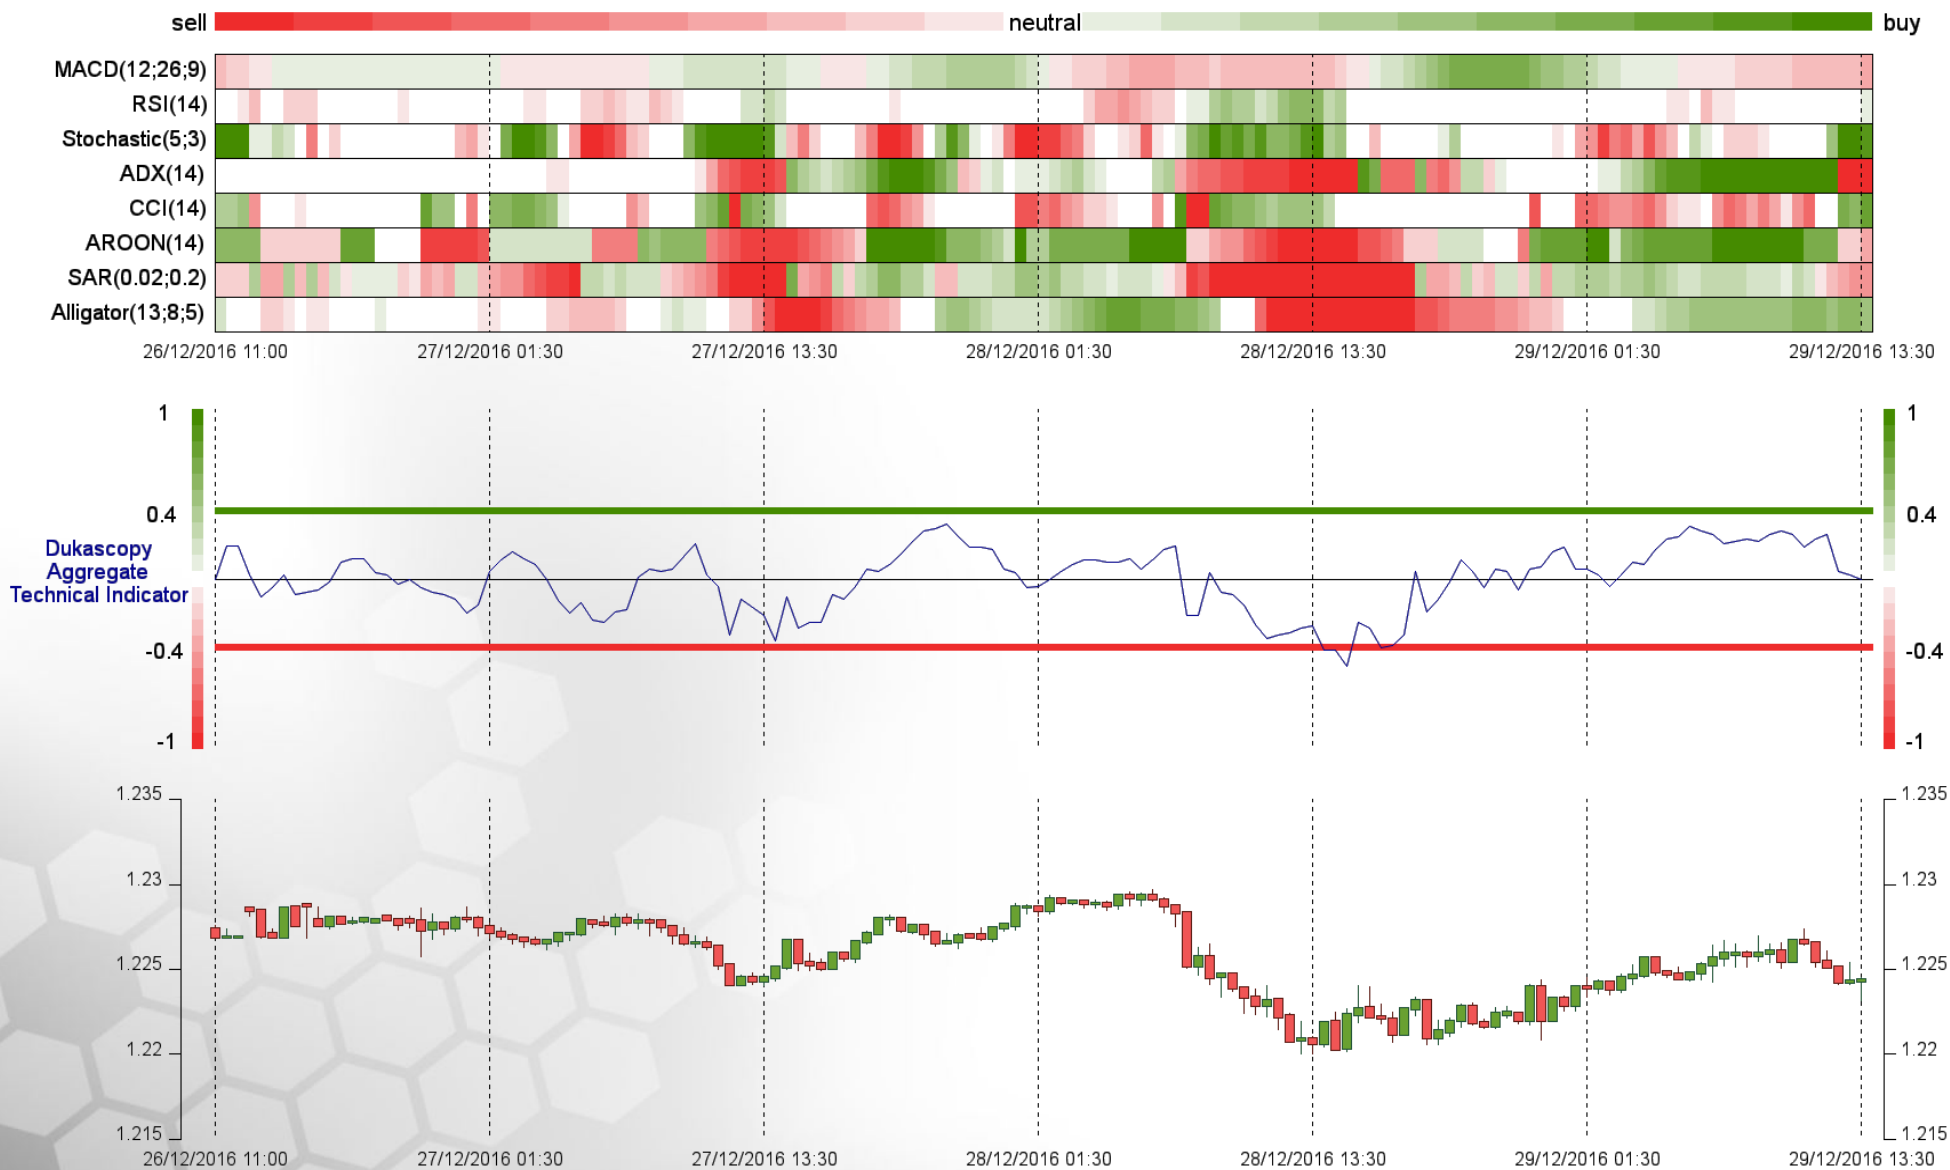 sell neutral buy
MACD(12;26;9)
RSI(14)
Stochastic(5;3)
ADX(14)
CCI(14)
AROON(14)
SAR(0.02;0.2)
Alligator(13;8;5)
26/12/2016 11:00 27/12/2016 01:30 27/12/2016 13:30 28/12/2016 01:30 28/12/2016 13:30 29/12/2016 01:30 29/12/2016 13:30
1 1
0.4 0.4
Dukascopy
Aggregate
Technical Indicator
-0.4 -0.4
-1 -1
1.235 1.235
1.23 1.23
1.225 1.225
1.22 1.22
1.215 1.215
26/12/2016 11:00 27/12/2016 01:30 27/12/2016 13:30 28/12/2016 01:30 28/12/2016 13:30 29/12/2016 01:30 29/12/2016 13:30